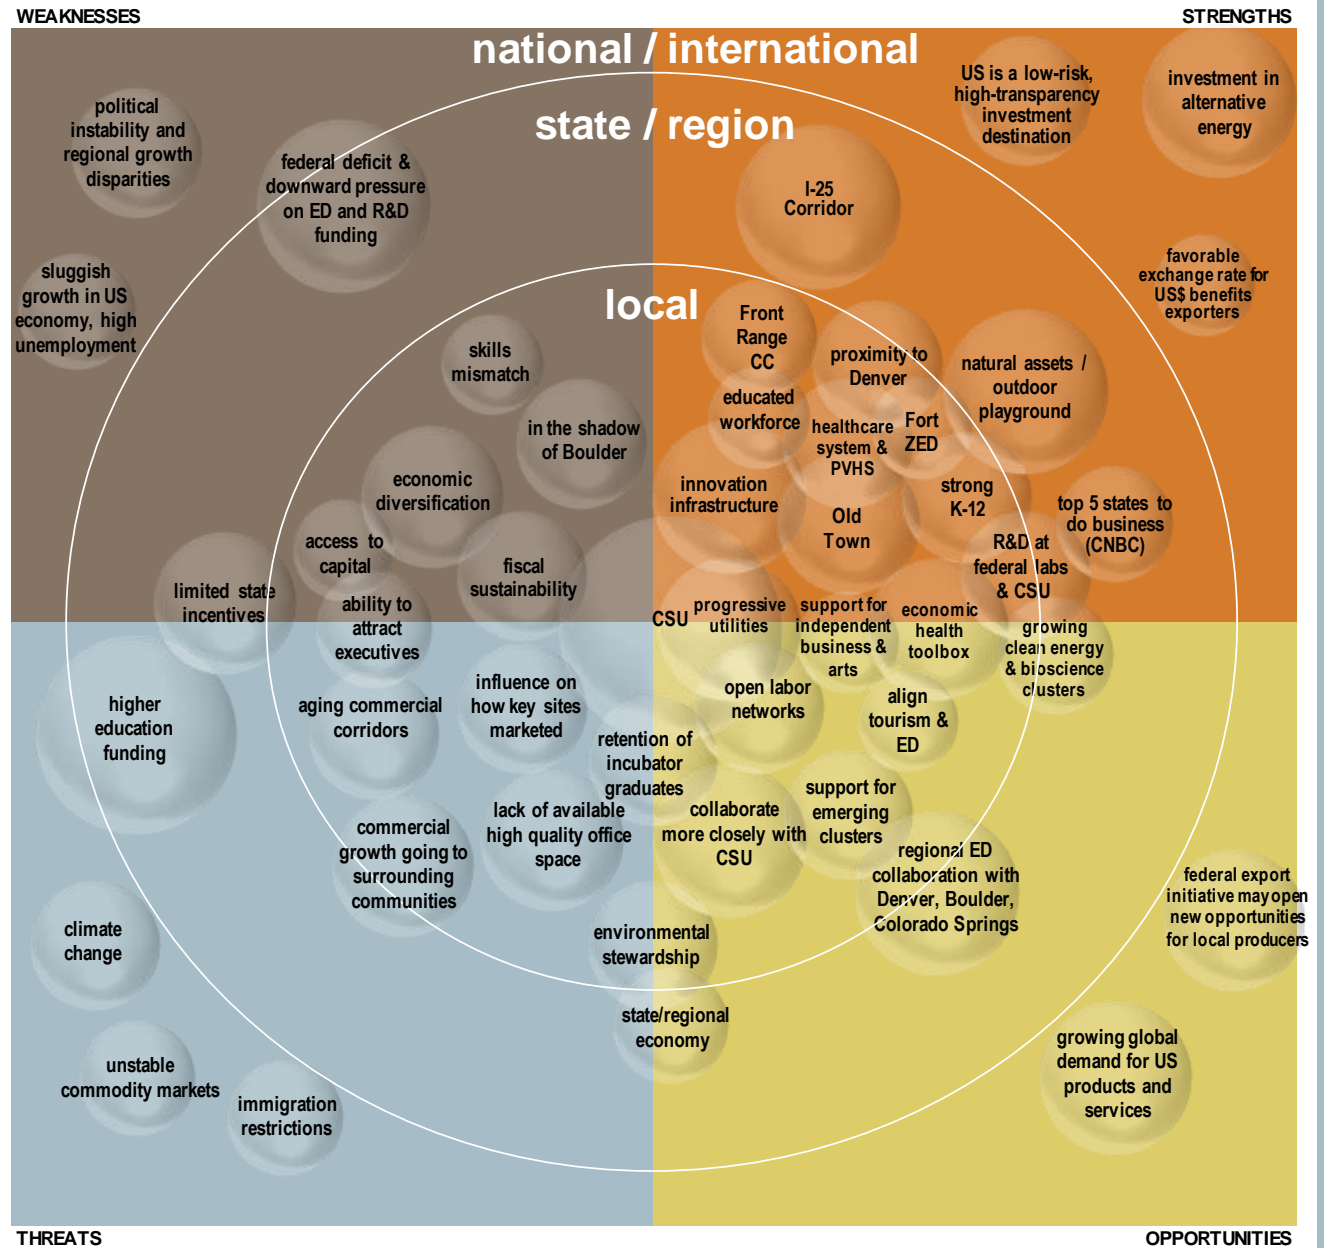 WEAKNESSES
STRENGTHS
national / international
state / region
local
political
instability and
regional growth
disparities
federal deficit &
downward pressure
on ED and R&D
funding
sluggish
growth in US
economy, high
unemployment
skills
mismatch
in the shadow
of Boulder
economic
diversification
access to
capital
fiscal
sustainability
limited state
incentives
ability to
attract
executives
US is a low-risk,
high-transparency
investment
destination
investment in
alternative
energy
I-25
Corridor
favorable
exchange rate for
US$ benefits
exporters
Front
Range
CC
proximity to
Denver
natural assets /
outdoor
playground
educated
workforce
healthcare
system &
PVHS
Fort
ZED
innovation
infrastructure
Old
Town
strong
K-12
top 5 states to
do business
(CNBC)
R&D at
federal labs
& CSU
CSU
progressive
utilities
support for
independent
business &
arts
economic
health
toolbox
growing
clean energy
& bioscience
clusters
higher
education
funding
aging commercial
corridors
influence on
how key sites
marketed
retention of
incubator
graduates
lack of available
high quality office
space
commercial
growth going to
surrounding
communities
climate
change
environmental
stewardship
state/regional
economy
unstable
commodity markets
immigration
restrictions
open labor
networks
align
tourism &
ED
collaborate
more closely with
CSU
support for
emerging
clusters
regional ED
collaboration with
Denver, Boulder,
Colorado Springs
federal export
initiative may open
new opportunities
for local producers
growing global
demand for US
products and
services
THREATS
OPPORTUNITIES